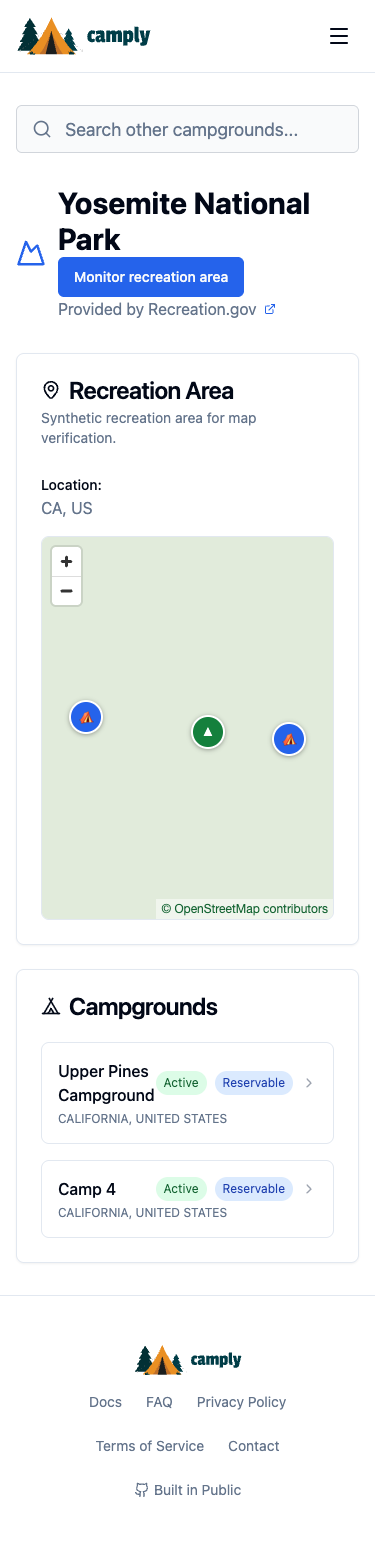 camply
Search other campgrounds...
Yosemite National
Park
Monitor recreation area
Provided by Recreation.gov
Recreation Area
Synthetic recreation area for map
verification.
Location:
CA, US
+
−
© OpenStreetMap contributors
Campgrounds
Upper Pines
Campground
Active
Reservable
CALIFORNIA, UNITED STATES
Camp 4
Active
Reservable
CALIFORNIA, UNITED STATES
camply
Docs FAQ Privacy Policy
Terms of Service Contact
Built in Public